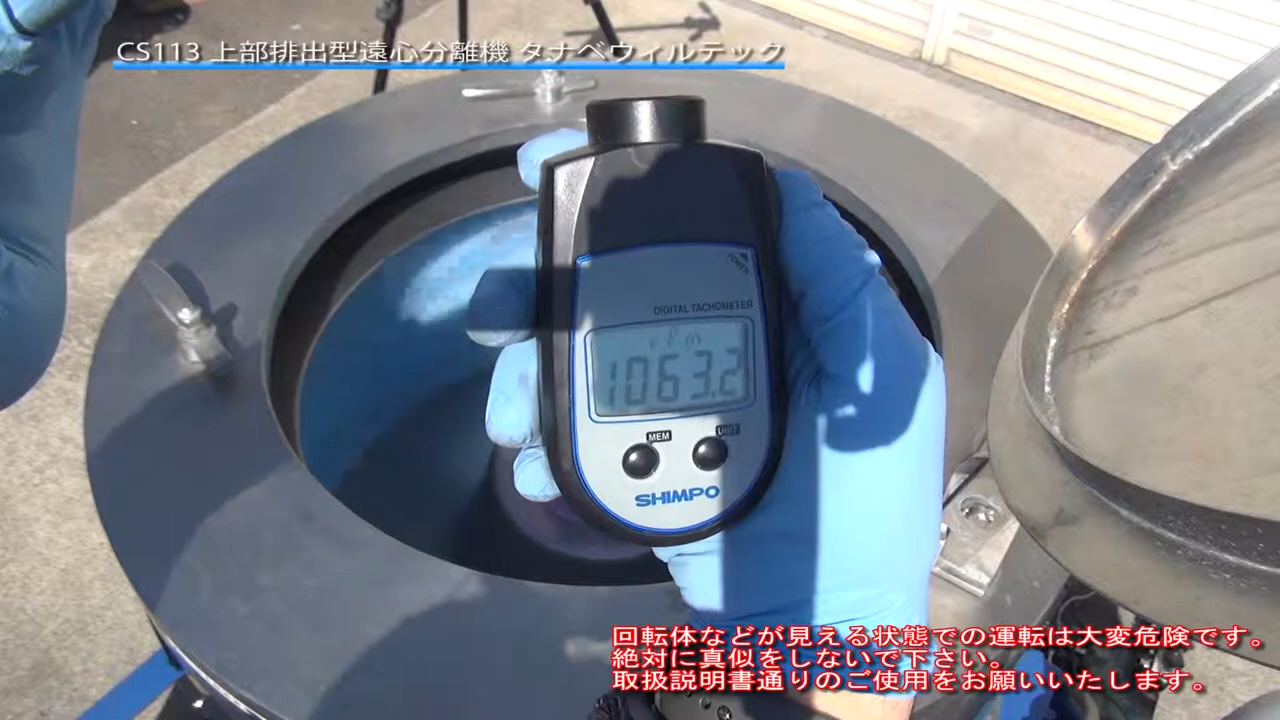 CS113 上部排出型遠心分離機 タナベウィルテック
POWER
DIGITAL TACHOMETER
r.P.m
1063.2
MEM UNIT
SHIMPO
回転体などが見える状態での運転は大変危険です。
絶対に真似をしないで下さい。
取扱説明書通りのご使用をお願いいたします。